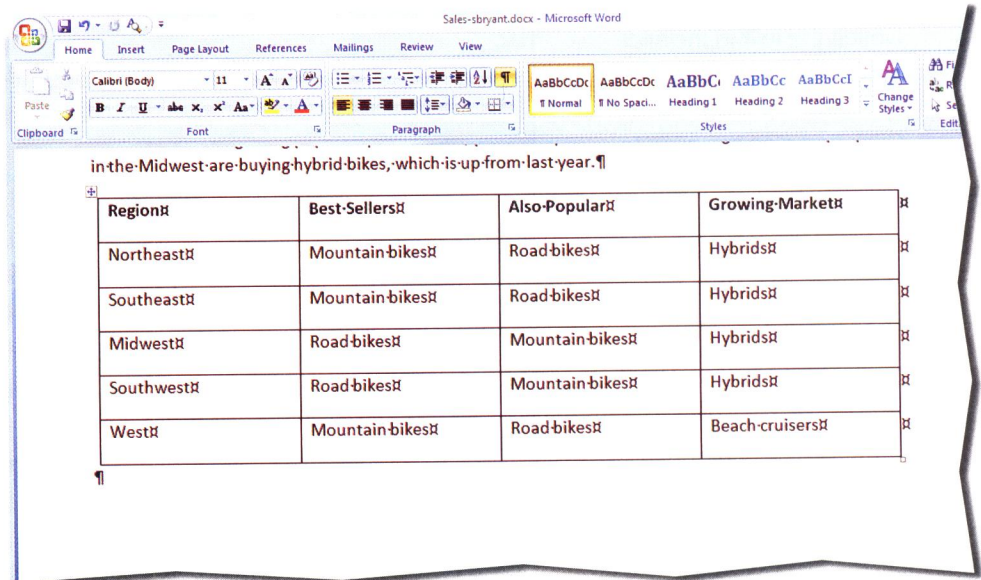 Sales-sbryant.docx - Microsoft Word
Home Insert Page Layout References Mailings Review View
Calibri (Body) 11 A A
Paste
B I U abe x, x² Aa A
AaBbCcDc AaBbCcDc AaBbC AaBbCc AaBbCcI
¶ Normal ¶ No Spaci... Heading 1 Heading 2 Heading 3
Change Styles
Clipboard Font Paragraph Styles Edit
in·the·Midwest·are·buying·hybrid·bikes,·which·is·up·from·last·year.¶
Region¤ Best·Sellers¤ Also·Popular¤ Growing·Market¤ ¤
Northeast¤ Mountain·bikes¤ Road·bikes¤ Hybrids¤ ¤
Southeast¤ Mountain·bikes¤ Road·bikes¤ Hybrids¤ ¤
Midwest¤ Road·bikes¤ Mountain·bikes¤ Hybrids¤ ¤
Southwest¤ Road·bikes¤ Mountain·bikes¤ Hybrids¤ ¤
West¤ Mountain·bikes¤ Road·bikes¤ Beach·cruisers¤ ¤
¶